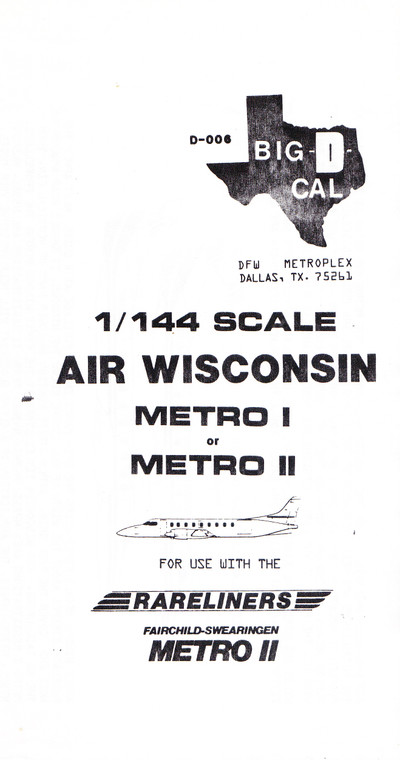 D-006
BIG-D-
CAL
DFW METROPLEX
DALLAS, TX. 75261
1/144 SCALE
AIR WISCONSIN
METRO I
or
METRO II
FOR USE WITH THE
RARELINERS
FAIRCHILD-SWEARINGEN
METRO II